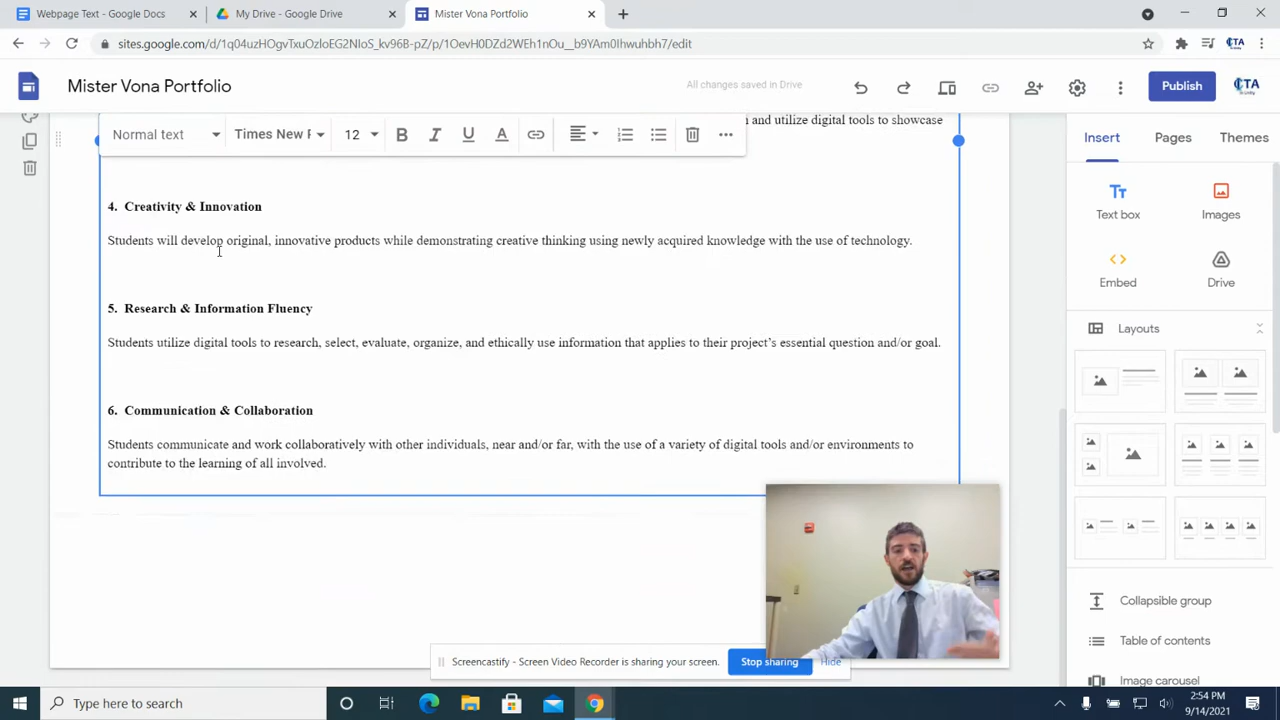 Webpage Text - Google Docs
My Drive - Google Drive
Mister Vona Portfolio
sites.google.com/d/1q04uzHOgvTxuOzloEG2NIoS_kv96B-pZ/p/1OevH0DZd2WEh1nOu__b9YAm0Ihwuhbh7/edit
Mister Vona Portfolio
All changes saved in Drive
Publish
CTA
Normal text
Times New
12
and utilize digital tools to showcase
4. Creativity & Innovation
Students will develop original, innovative products while demonstrating creative thinking using newly acquired knowledge with the use of technology.
5. Research & Information Fluency
Students utilize digital tools to research, select, evaluate, organize, and ethically use information that applies to their project's essential question and/or goal.
6. Communication & Collaboration
Students communicate and work collaboratively with other individuals, near and/or far, with the use of a variety of digital tools and/or environments to
contribute to the learning of all involved.
Insert
Pages
Themes
Text box
Images
Embed
Drive
Layouts
Collapsible group
Table of contents
Image carousel
Screencastify - Screen Video Recorder is sharing your screen.
Stop sharing
Hide
Type here to search
2:54 PM
9/14/2021